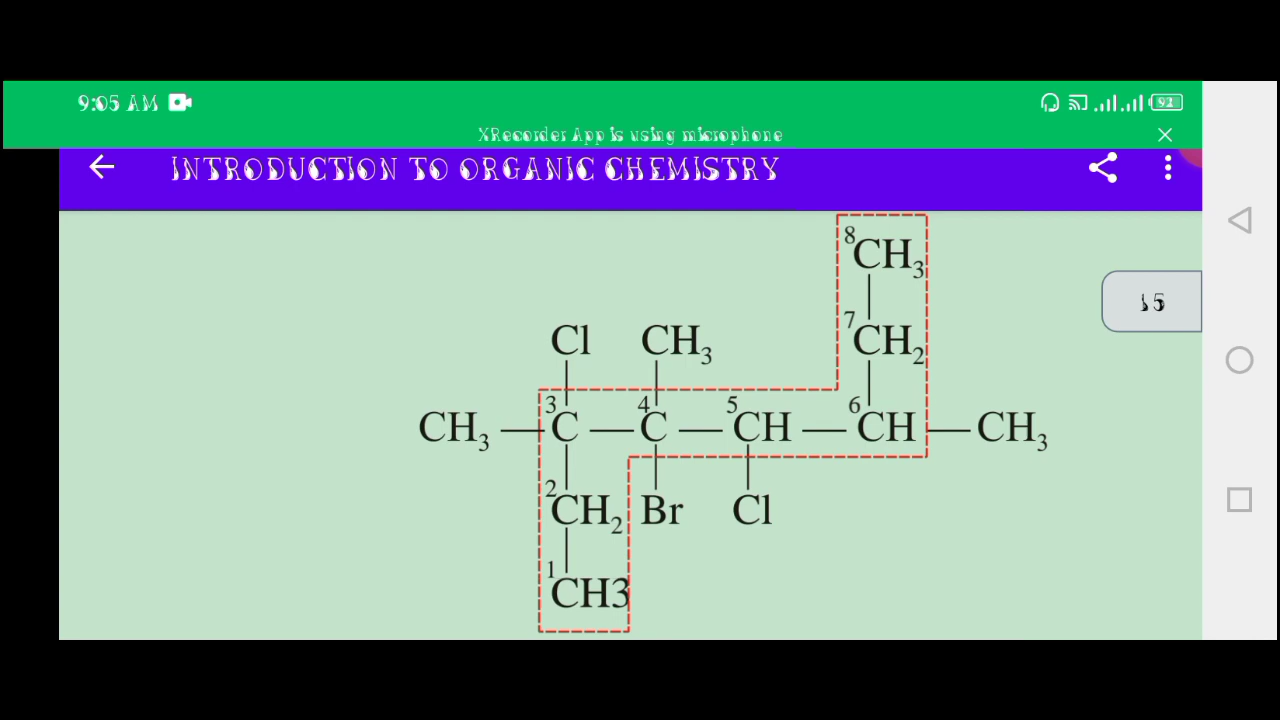 9:05 AM 92
XRecorder App is using microphone ×
INTRODUCTION TO ORGANIC CHEMISTRY
8CH3
15
7CH2
Cl CH3
CH3—3C—4C—5CH—6CH—CH3
2CH2 Br Cl
1CH3